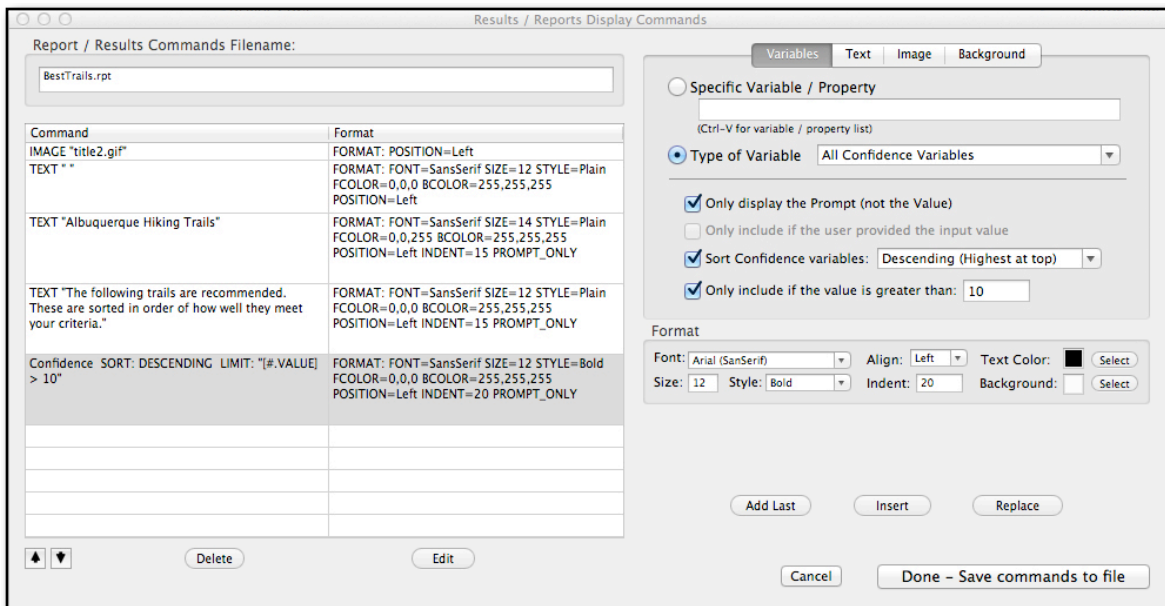 Results / Reports Display Commands
Report / Results Commands Filename:
BestTrails.rpt
Command Format
IMAGE "title2.gif" FORMAT: POSITION=Left
TEXT " " FORMAT: FONT=SansSerif SIZE=12 STYLE=Plain
FCOLOR=0,0,0 BCOLOR=255,255,255
POSITION=Left
TEXT "Albuquerque Hiking Trails" FORMAT: FONT=SansSerif SIZE=14 STYLE=Plain
FCOLOR=0,0,255 BCOLOR=255,255,255
POSITION=Left INDENT=15 PROMPT_ONLY
TEXT "The following trails are recommended. FORMAT: FONT=SansSerif SIZE=12 STYLE=Plain
These are sorted in order of how well they meet FCOLOR=0,0,0 BCOLOR=255,255,255
your criteria." POSITION=Left INDENT=15 PROMPT_ONLY
Confidence SORT: DESCENDING LIMIT: "[#.VALUE] FORMAT: FONT=SansSerif SIZE=12 STYLE=Bold
> 10" FCOLOR=0,0,0 BCOLOR=255,255,255
POSITION=Left INDENT=20 PROMPT_ONLY
Delete Edit
Variables Text Image Background
Specific Variable / Property
(Ctrl-V for variable / property list)
Type of Variable All Confidence Variables
Only display the Prompt (not the Value)
Only include if the user provided the input value
Sort Confidence variables: Descending (Highest at top)
Only include if the value is greater than: 10
Format
Font: Arial (SanSerif) Align: Left Text Color: Select
Size: 12 Style: Bold Indent: 20 Background: Select
Add Last Insert Replace
Cancel Done - Save commands to file